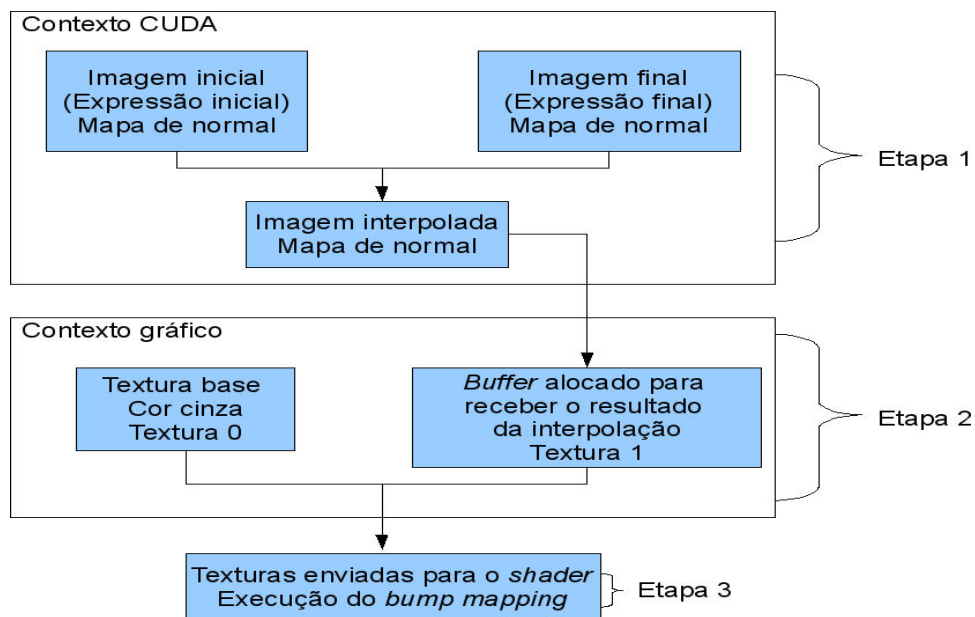 Contexto CUDA
Imagem inicial
(Expressão inicial)
Mapa de normal
Imagem final
(Expressão final)
Mapa de normal
Etapa 1
Imagem interpolada
Mapa de normal
Contexto gráfico
Textura base
Cor cinza
Textura 0
Buffer alocado para
receber o resultado
da interpolação
Textura 1
Etapa 2
Texturas enviadas para o shader
Execução do bump mapping
Etapa 3